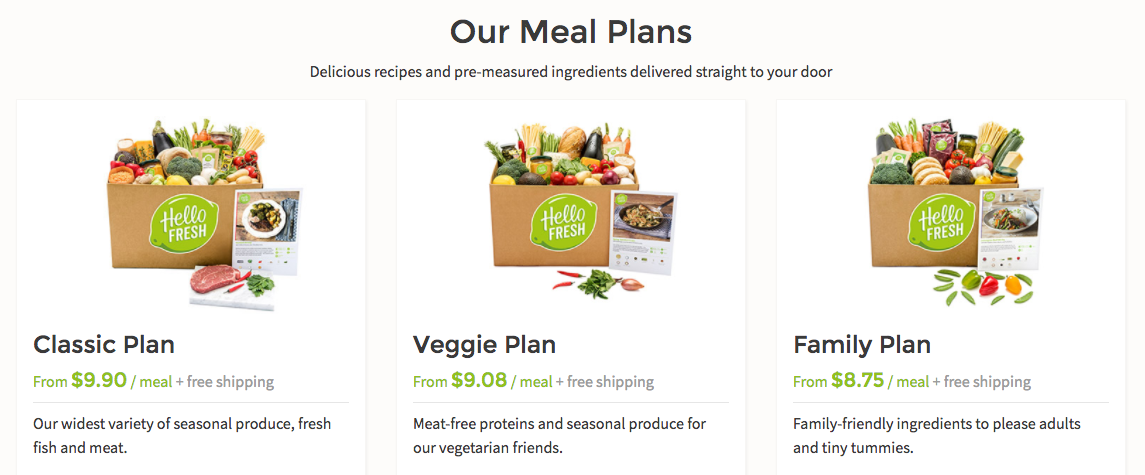 Our Meal Plans
Delicious recipes and pre-measured ingredients delivered straight to your door
Hello
FRESH
Hello
FRESH
Hello
FRESH
Classic Plan
From $9.90 / meal + free shipping
Our widest variety of seasonal produce, fresh
fish and meat.
Veggie Plan
From $9.08 / meal + free shipping
Meat-free proteins and seasonal produce for
our vegetarian friends.
Family Plan
From $8.75 / meal + free shipping
Family-friendly ingredients to please adults
and tiny tummies.